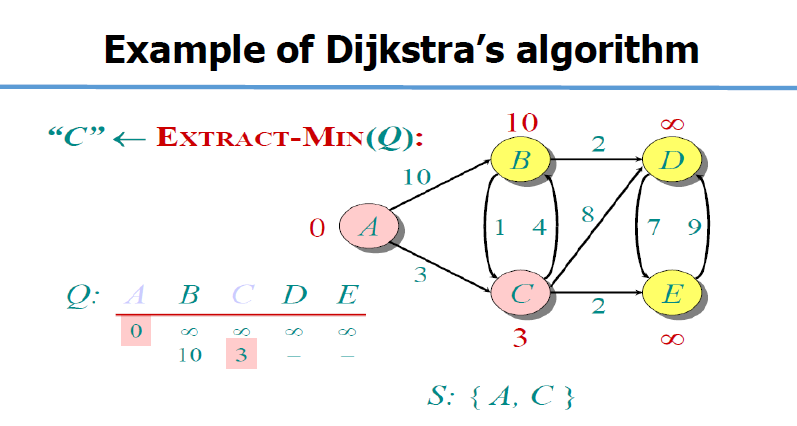 Example of Dijkstra's algorithm
“C” ← EXTRACT-MIN(Q):
10
∞
B
2
D
10
0
A
1
4
8
7
9
3
C
2
E
3
∞
Q: A B C D E
0 ∞ ∞ ∞ ∞
10 3 – –
S: { A, C }